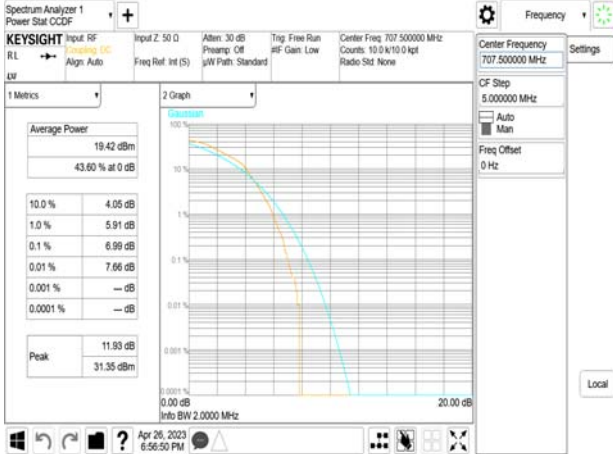 Spectrum Analyzer 1
Power Stat CCDF
Frequency
KEYSIGHT
RL
Input: RF
Coupling: DC
Align: Auto
Input Z: 50 Ω
Freq Ref: Int (S)
Atten: 30 dB
Preamp: Off
µW Path: Standard
Trig: Free Run
#IF Gain: Low
Center Freq: 707.500000 MHz
Counts: 10.0 k/10.0 kpt
Radio Std: None
Center Frequency
707.500000 MHz
Settings
CF Step
5.000000 MHz
Auto
Man
Freq Offset
0 Hz
1 Metrics
2 Graph
Average Power
19.42 dBm
43.60 % at 0 dB
10.0 % 4.05 dB
1.0 % 5.91 dB
0.1 % 6.99 dB
0.01 % 7.66 dB
0.001 % --- dB
0.0001 % --- dB
Peak
11.93 dB
31.35 dBm
Gaussian
100 %
10 %
1 %
0.1 %
0.01 %
0.001 %
0.0001 %
0.00 dB
20.00 dB
Info BW 2.0000 MHz
Local
Apr 26, 2023
6:56:50 PM